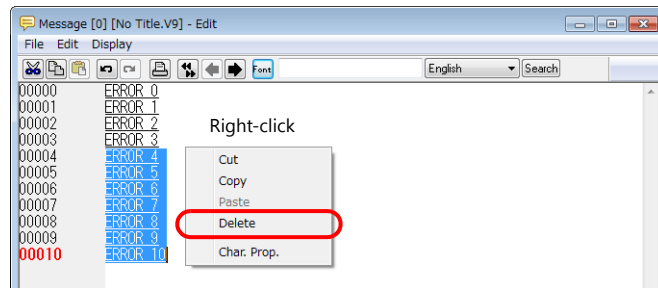 Message [0] [No Title.V9] - Edit
File Edit Display
Font English Search
00000 ERROR 0
00001 ERROR 1
00002 ERROR 2
00003 ERROR 3
00004 ERROR 4
00005 ERROR 5
00006 ERROR 6
00007 ERROR 7
00008 ERROR 8
00009 ERROR 9
00010 ERROR 10
Right-click
Cut
Copy
Paste
Delete
Char. Prop.